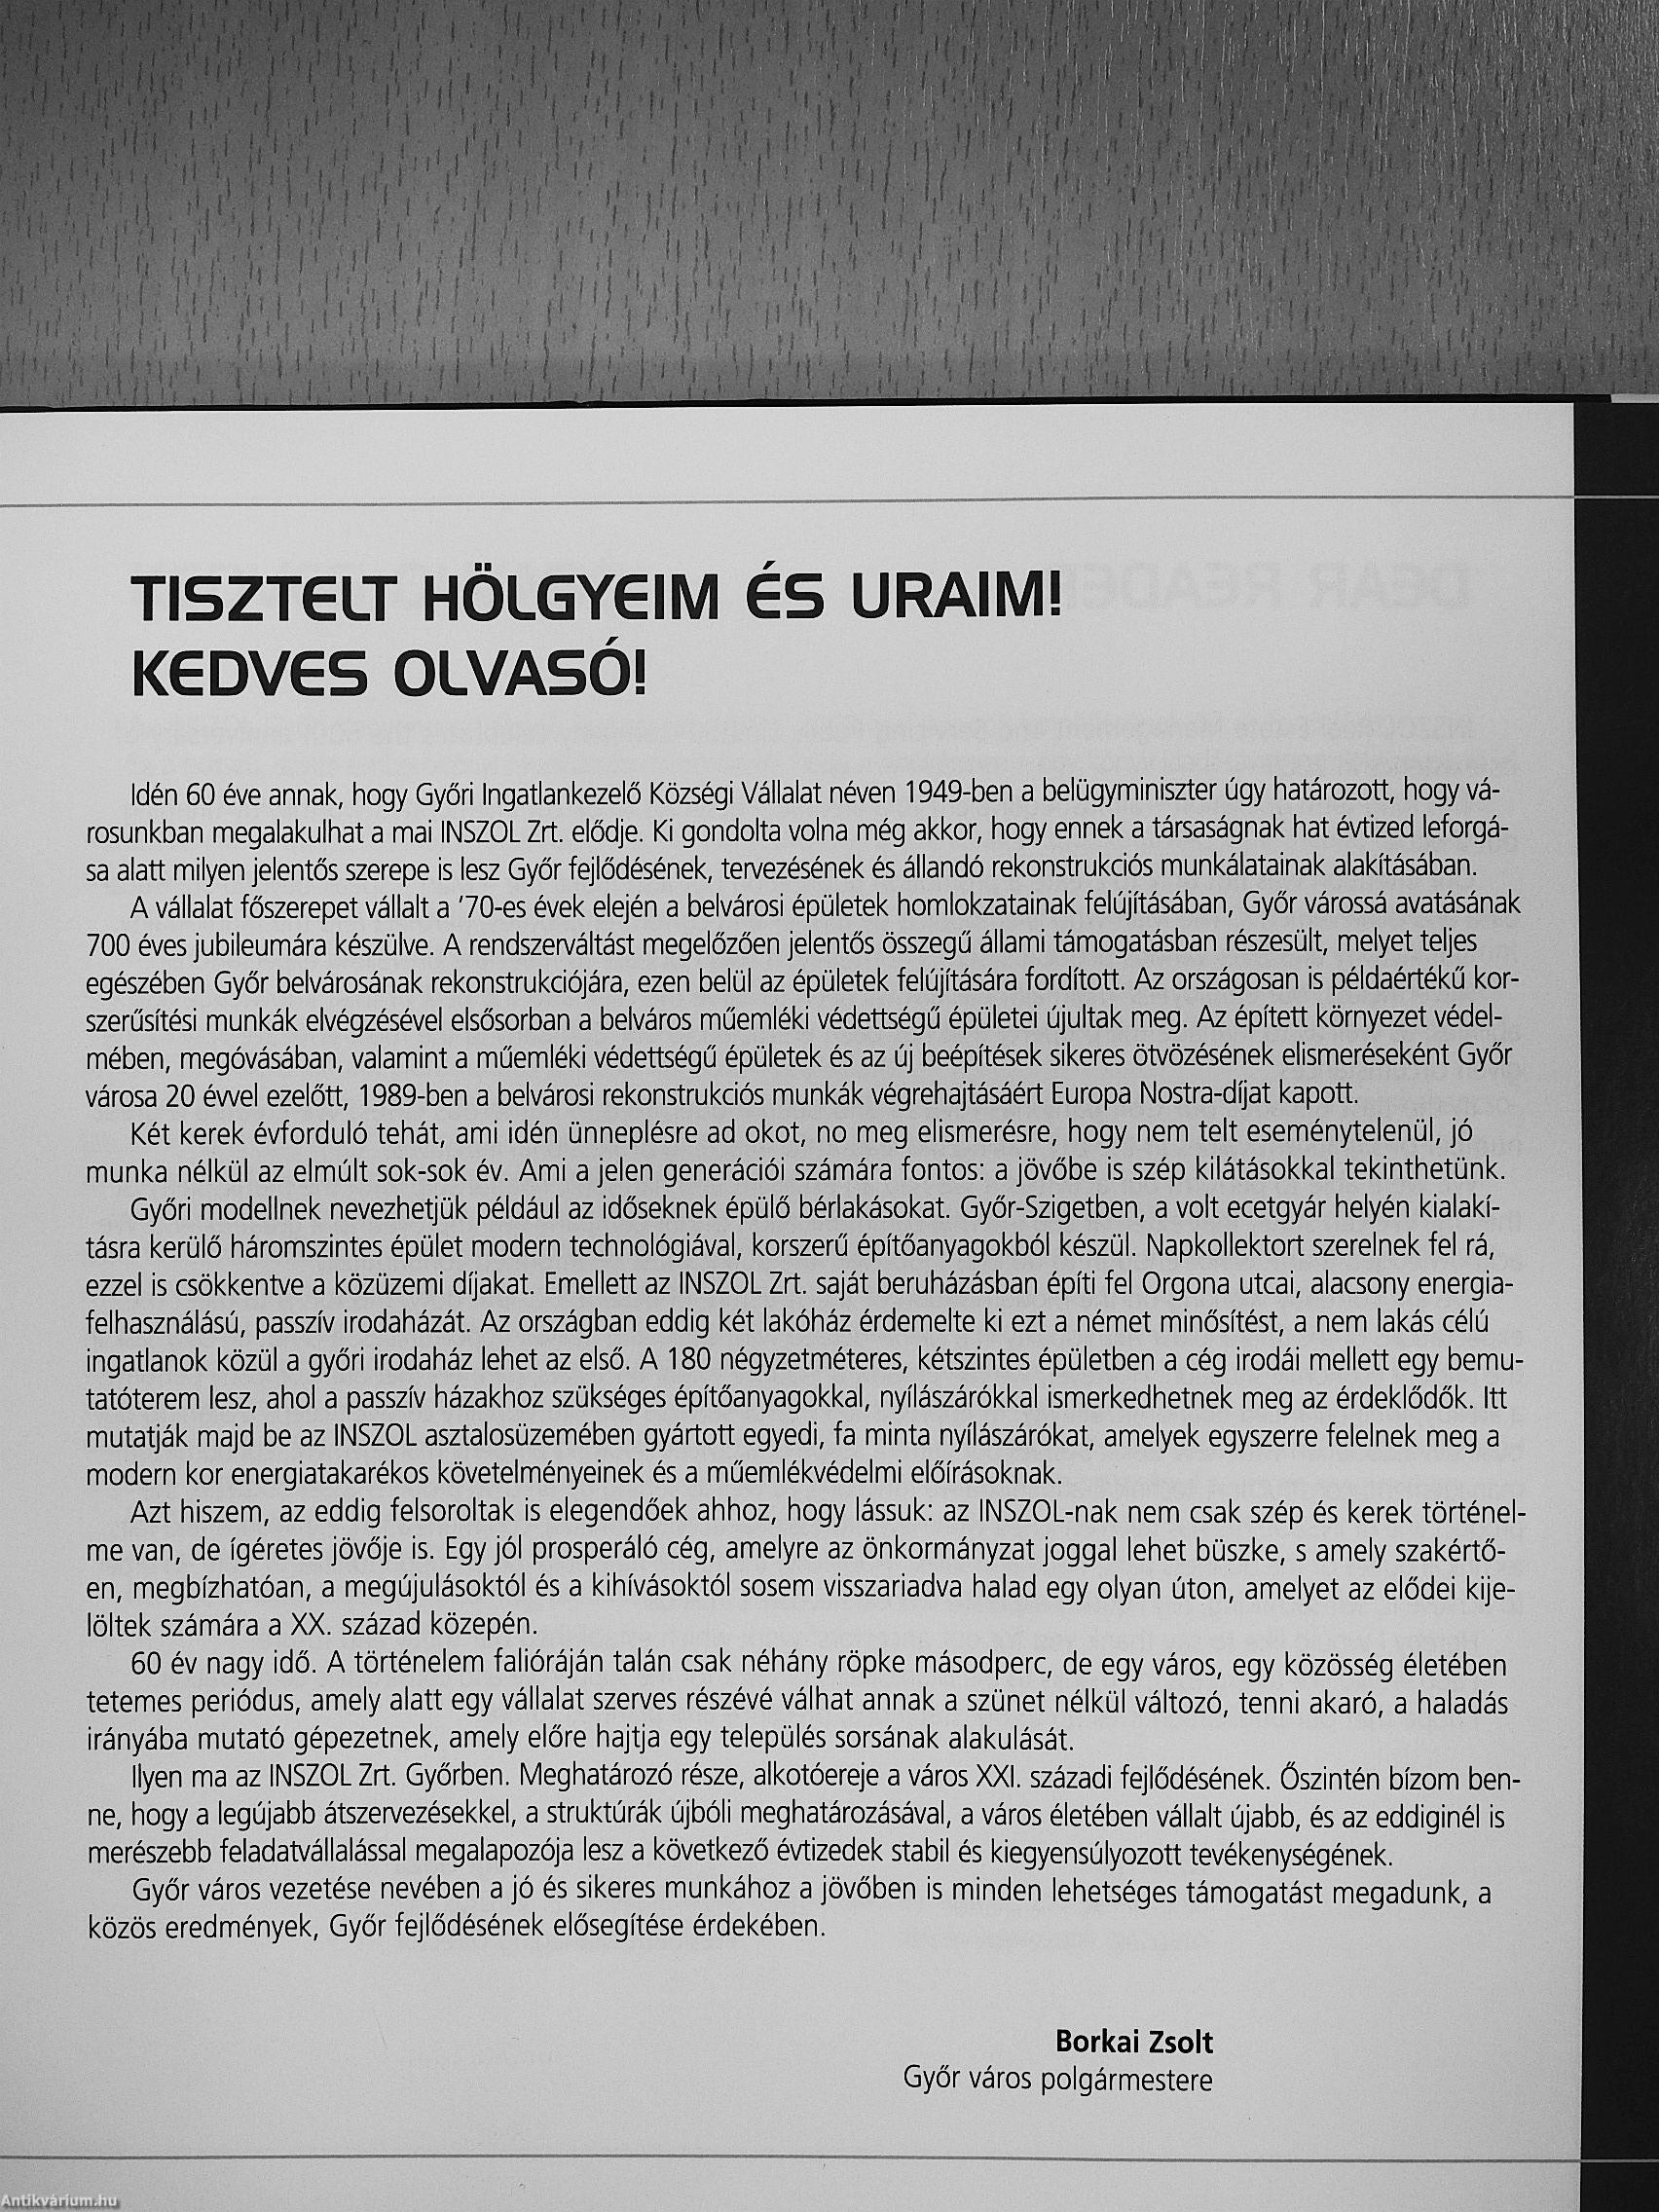 TISZTELT HÖLGYEIM ÉS URAIM!
KEDVES OLVASÓ!
Idén 60 éve annak, hogy Győri Ingatlankezelő Községi Vállalat néven 1949-ben a belügyminiszter úgy határozott, hogy vá-
rosunkban megalakulhat a mai INSZOL Zrt. elődje. Ki gondolta volna még akkor, hogy ennek a társaságnak hat évtized leforgá-
sa alatt milyen jelentős szerepe is lesz Győr fejlődésének, tervezésének és állandó rekonstrukciós munkálatainak alakításában.
A vállalat főszerepet vállalt a '70-es évek elején a belvárosi épületek homlokzatainak felújításában, Győr várossá avatásának
700 éves jubileumára készülve. A rendszerváltást megelőzően jelentős összegű állami támogatásban részesült, melyet teljes
egészében Győr belvárosának rekonstrukciójára, ezen belül az épületek felújítására fordított. Az országosan is példaértékű kor-
szerűsítési munkák elvégzésével elsősorban a belváros műemléki védettségű épületei újultak meg. Az épített környezet védel-
mében, megóvásában, valamint a műemléki védettségű épületek és az új beépítések sikeres ötvözésének elismeréseként Győr
városa 20 évvel ezelőtt, 1989-ben a belvárosi rekonstrukciós munkák végrehajtásáért Europa Nostra-díjat kapott.
Két kerek évforduló tehát, ami idén ünneplésre ad okot, no meg elismerésre, hogy nem telt eseménytelenül, jó
munka nélkül az elmúlt sok-sok év. Ami a jelen generációi számára fontos: a jövőbe is szép kilátásokkal tekinthetünk.
Győri modellnek nevezhetjük például az időseknek épülő bérlakásokat. Győr-Szigetben, a volt ecetgyár helyén kialakí-
tásra kerülő háromszintes épület modern technológiával, korszerű építőanyagokból készül. Napkollektort szerelnek fel rá,
ezzel is csökkentve a közüzemi díjakat. Emellett az INSZOL Zrt. saját beruházásban építi fel Orgona utcai, alacsony energia-
felhasználású, passzív irodaházát. Az országban eddig két lakóház érdemelte ki ezt a német minősítést, a nem lakás célú
ingatlanok közül a győri irodaház lehet az első. A 180 négyzetméteres, kétszintes épületben a cég irodái mellett egy bemu-
tatóterem lesz, ahol a passzív házakhoz szükséges építőanyagokkal, nyílászárókkal ismerkedhetnek meg az érdeklődők. Itt
mutatják majd be az INSZOL asztalosüzemében gyártott egyedi, fa minta nyílászárókat, amelyek egyszerre felelnek meg a
modern kor energiatakarékos követelményeinek és a műemlékvédelmi előírásoknak.
Azt hiszem, az eddig felsoroltak is elegendőek ahhoz, hogy lássuk: az INSZOL-nak nem csak szép és kerek történel-
me van, de ígéretes jövője is. Egy jól prosperáló cég, amelyre az önkormányzat joggal lehet büszke, s amely szakértő-
en, megbízhatóan, a megújulásoktól és a kihívásoktól sosem visszariadva halad egy olyan úton, amelyet az elődei kije-
löltek számára a XX. század közepén.
60 év nagy idő. A történelem falióráján talán csak néhány röpke másodperc, de egy város, egy közösség életében
tetemes periódus, amely alatt egy vállalat szerves részévé válhat annak a szünet nélkül változó, tenni akaró, a haladás
irányába mutató gépezetnek, amely előre hajtja egy település sorsának alakulását.
Ilyen ma az INSZOL Zrt. Győrben. Meghatározó része, alkotóereje a város XXI. századi fejlődésének. Őszintén bízom ben-
ne, hogy a legújabb átszervezésekkel, a struktúrák újbóli meghatározásával, a város életében vállalt újabb, és az eddiginél is
merészebb feladatvállalással megalapozója lesz a következő évtizedek stabil és kiegyensúlyozott tevékenységének.
Győr város vezetése nevében a jó és sikeres munkához a jövőben is minden lehetséges támogatást megadunk, a
közös eredmények, Győr fejlődésének elősegítése érdekében.
Borkai Zsolt
Győr város polgármestere
Antikvárium.hu